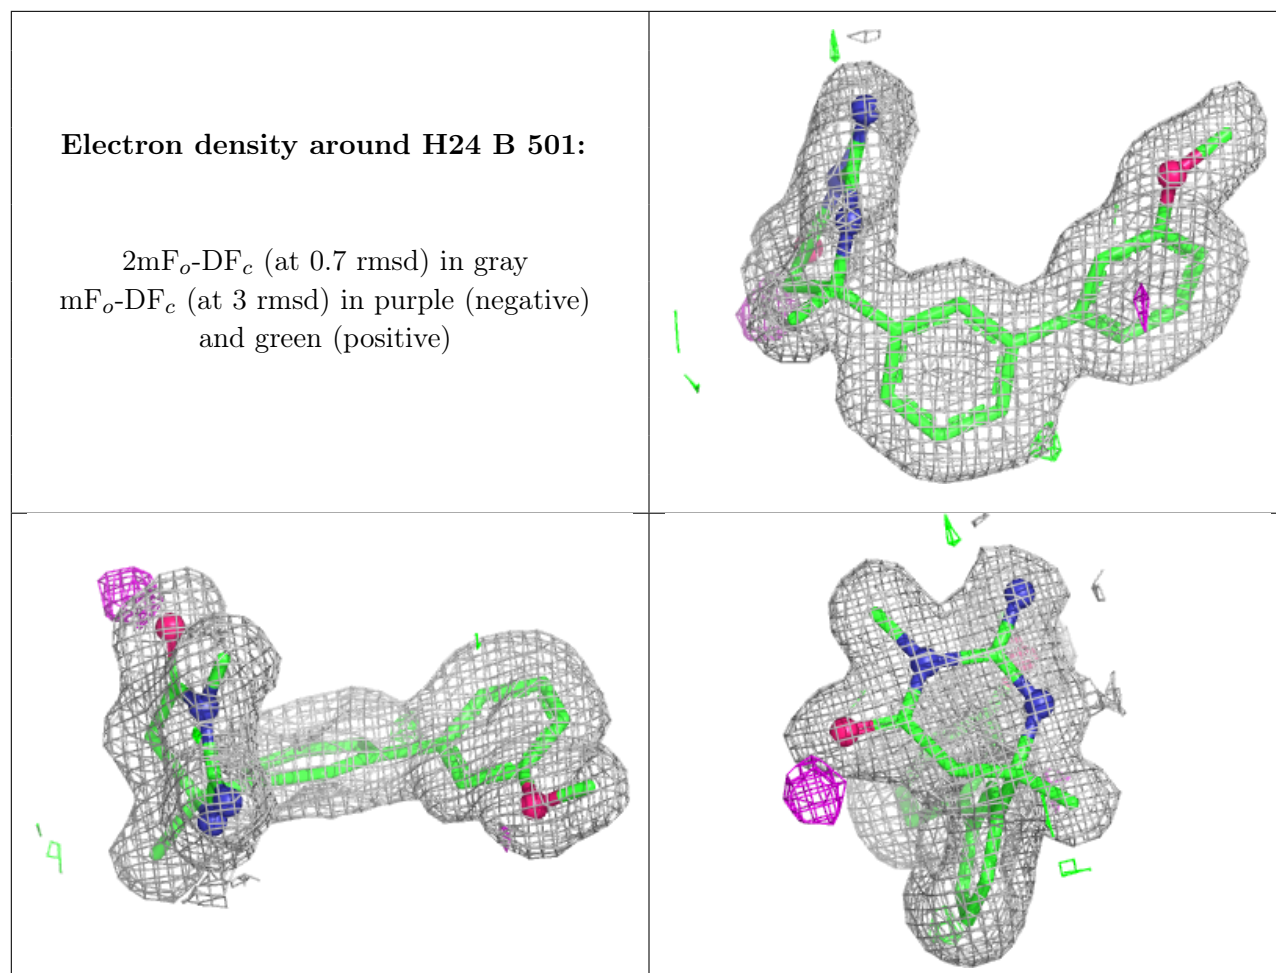 Electron density around H24 B 501:
2mFo-DFc (at 0.7 rmsd) in gray
mFo-DFc (at 3 rmsd) in purple (negative)
and green (positive)